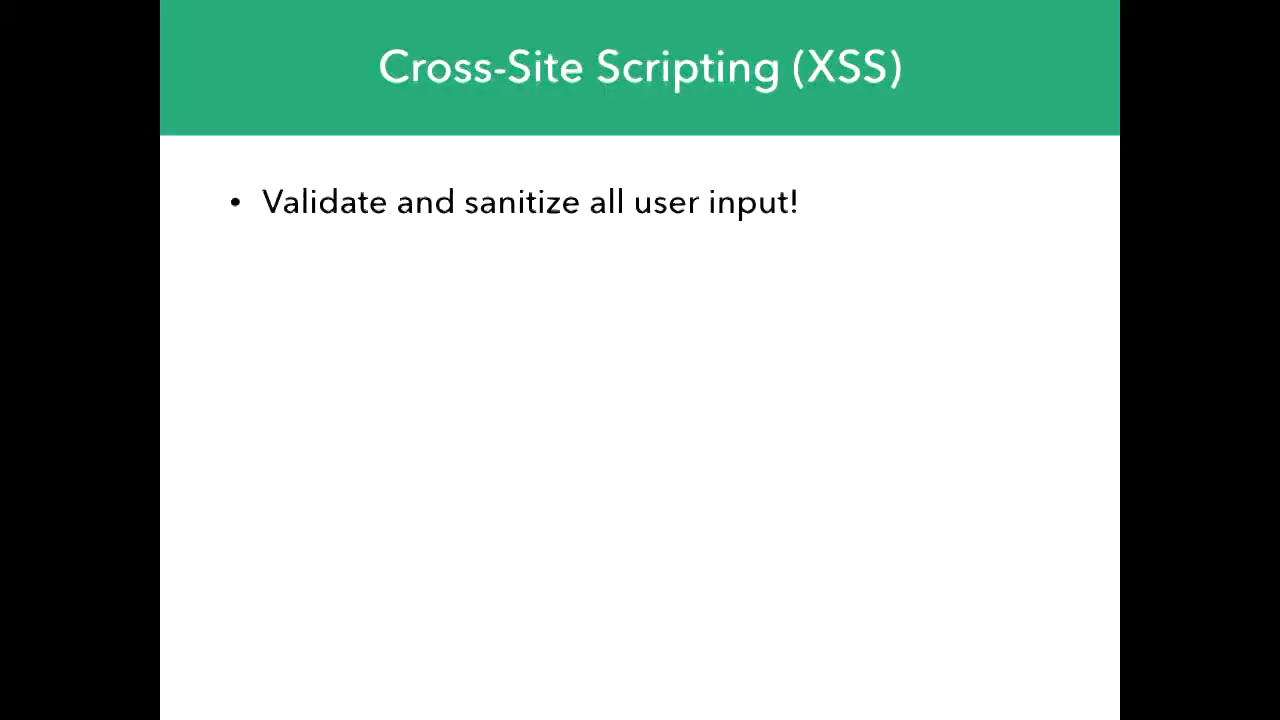 Cross-Site Scripting (XSS)
• Validate and sanitize all user input!